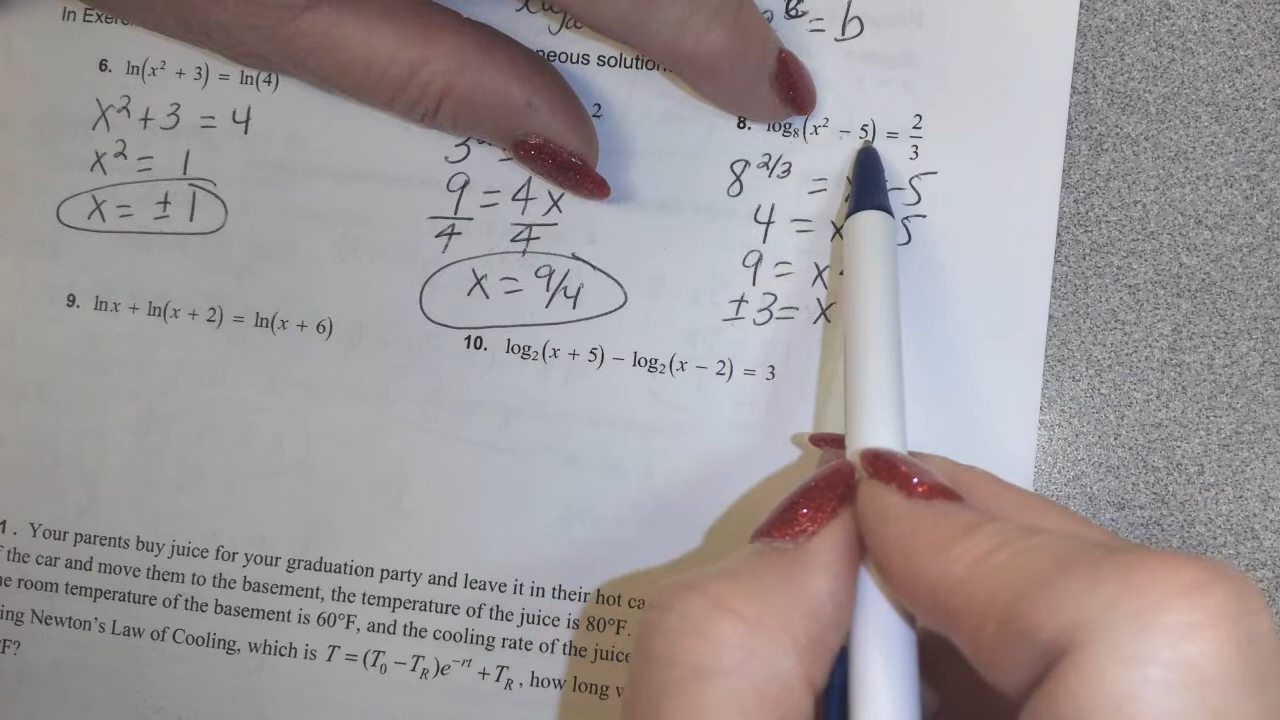 = b
In
neous solution
6. ln(x² + 3) = ln(4)
x² + 3 = 4
x² = 1
x = ± 1
2
9 = 4x
4 4
x = 9/4
8. log₈(x² − 5) = 2/3
8^2/3 = -5
4 = x 5
9 = x
±3 = x
9. ln x + ln(x + 2) = ln(x + 6)
10. log₂(x + 5) − log₂(x − 2) = 3
1. Your parents buy juice for your graduation party and leave it in their hot ca
the car and move them to the basement, the temperature of the juice is 80°F.
room temperature of the basement is 60°F, and the cooling rate of the juice
ing Newton's Law of Cooling, which is T = (T₀ − T_R)e^−rt + T_R, how long
F?